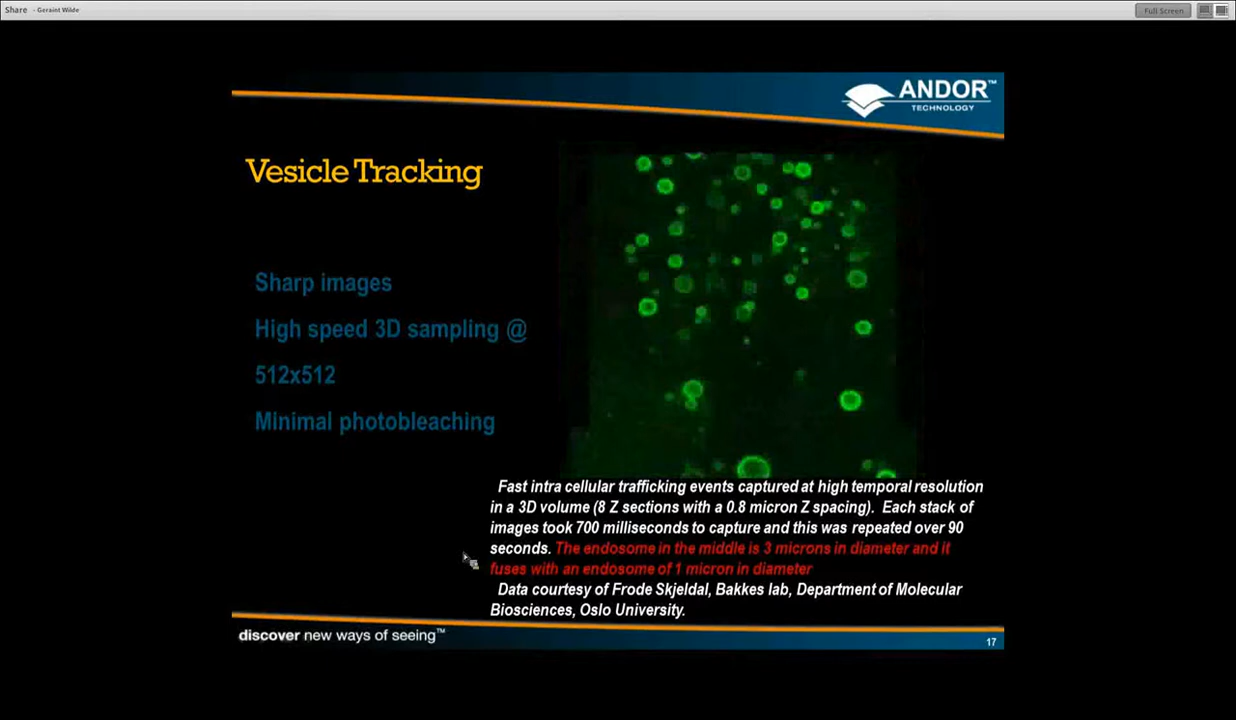 Share - Geraint Wilde
Full Screen
ANDOR™
TECHNOLOGY
Vesicle Tracking
Sharp images
High speed 3D sampling @
512x512
Minimal photobleaching
Fast intra cellular trafficking events captured at high temporal resolution
in a 3D volume (8 Z sections with a 0.8 micron Z spacing). Each stack of
images took 700 milliseconds to capture and this was repeated over 90
seconds. The endosome in the middle is 3 microns in diameter and it
fuses with an endosome of 1 micron in diameter
Data courtesy of Frode Skjeldal, Bakkes lab, Department of Molecular
Biosciences, Oslo University.
discover new ways of seeing™
17